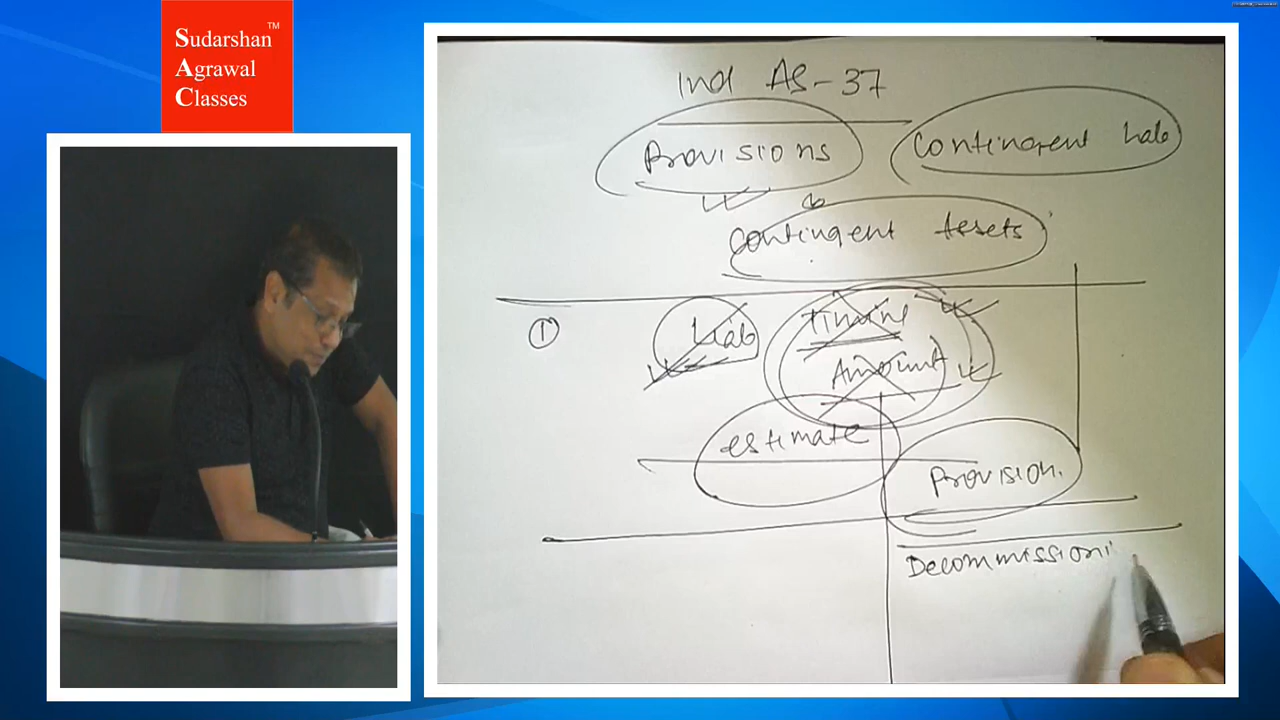 Sudarshan™
Agrawal
Classes
Ind AS-37
Provisions
Contingent Liab
&
Contingent Assets
①
Liab
Timing
Amount
estimate
Provision.
Decommissioni